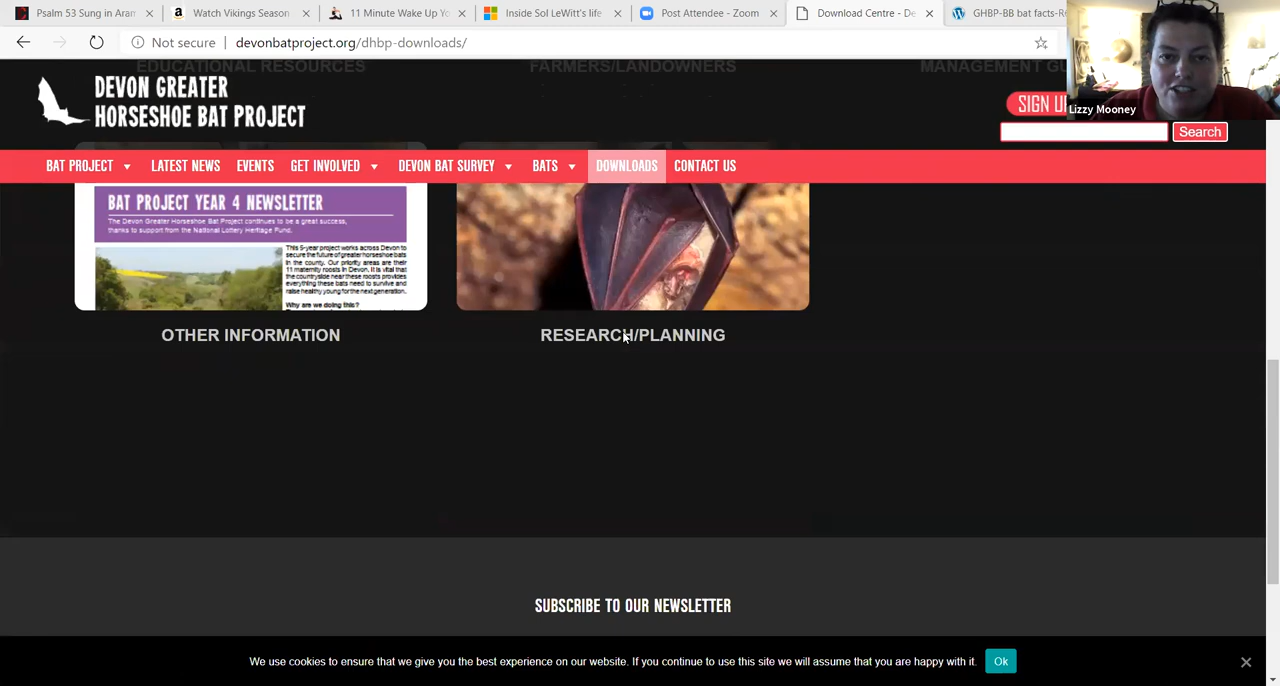 Psalm 53 Sung in Aram
Watch Vikings Season
11 Minute Wake Up Yo
Inside Sol LeWitt's life
Post Attendee - Zoom
Download Centre - De
GHBP-BB bat facts-R
Not secure
devonbatproject.org/dhbp-downloads/
EDUCATIONAL RESOURCES
FARMERS/LANDOWNERS
MANAGEMENT GU
DEVON GREATER
HORSESHOE BAT PROJECT
SIGN U
Lizzy Mooney
Search
BAT PROJECT
LATEST NEWS
EVENTS
GET INVOLVED
DEVON BAT SURVEY
BATS
DOWNLOADS
CONTACT US
BAT PROJECT YEAR 4 NEWSLETTER
The Devon Greater Horseshoe Bat Project continues to be a great success,
thanks to support from the National Lottery Heritage Fund.
This 5-year project works across Devon to
secure the future of greater horseshoe bats
in the county. Our priority areas are their
11 maternity roosts in Devon. It is vital that
the countryside near these roosts provides
everything these bats need to survive and
raise healthy young for the next generation.
Why are we doing this?
OTHER INFORMATION
RESEARCH/PLANNING
SUBSCRIBE TO OUR NEWSLETTER
We use cookies to ensure that we give you the best experience on our website. If you continue to use this site we will assume that you are happy with it.
Ok